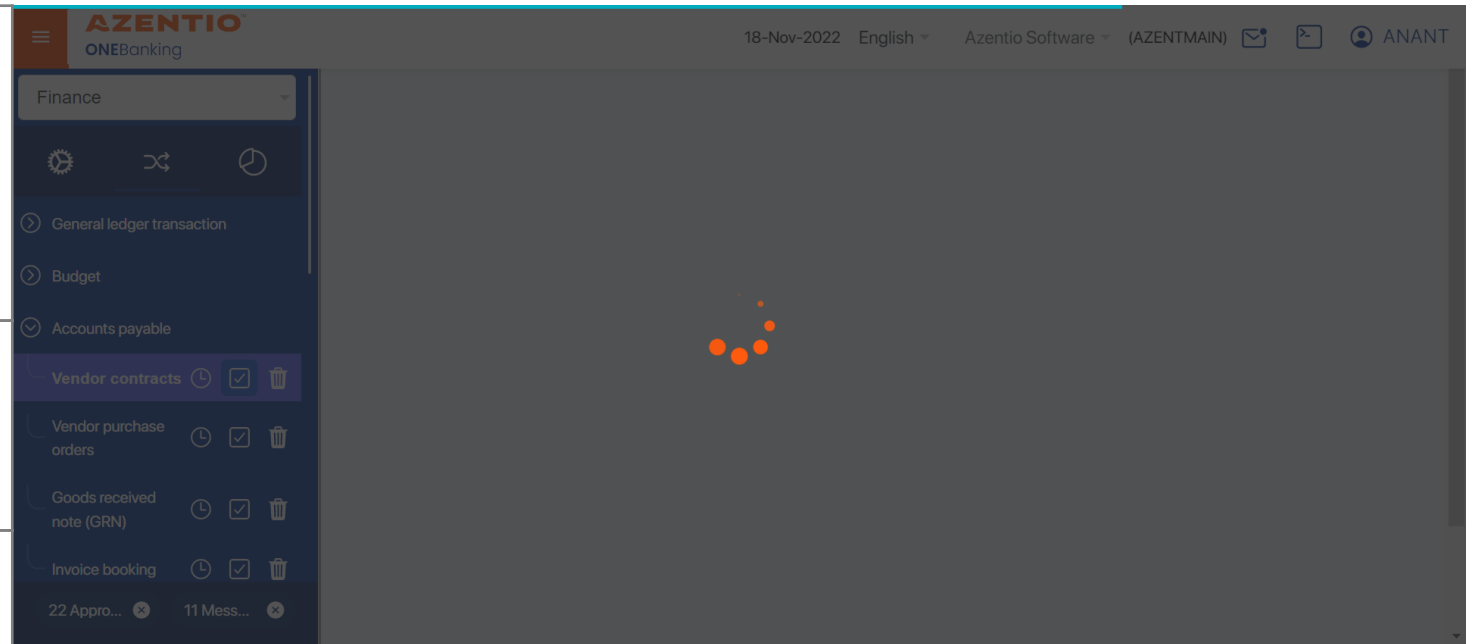 AZENTIO
ONEBanking
18-Nov-2022 English Azentio Software (AZENTMAIN) ANANT
Finance
General ledger transaction
Budget
Accounts payable
Vendor contracts
Vendor purchase
orders
Goods received
note (GRN)
Invoice booking
22 Appro... 11 Mess...